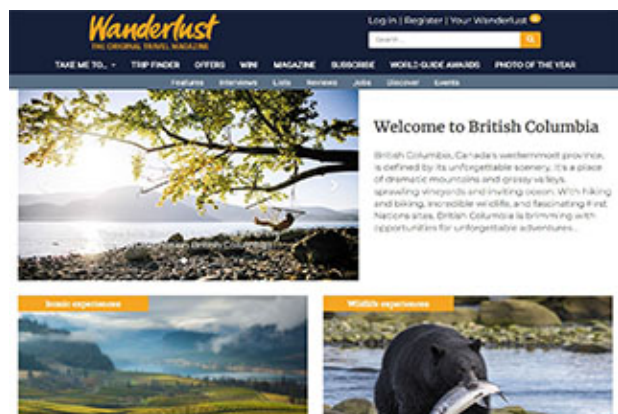 Wanderlust
THE ORIGINAL TRAVEL MAGAZINE
Log in | Register | Your Wanderlust
Search
TAKE ME TO... TRIP FINDER OFFERS WIN MAGAZINE SUBSCRIBE WORLD GUIDE AWARDS PHOTO OF THE YEAR
Features Interviews Lists Reviews Jobs Discover Events
Welcome to British Columbia
British Columbia, Canada's westernmost province,
is defined by its unforgettable scenery. It's a place
of dramatic mountains and grassy valleys,
sprawling vineyards and inviting ocean. With hiking
and biking, incredible wildlife, and fascinating First
Nations sites, British Columbia is brimming with
opportunities for unforgettable adventures...
in British Columbia
Scenic experiences
Wildlife experiences